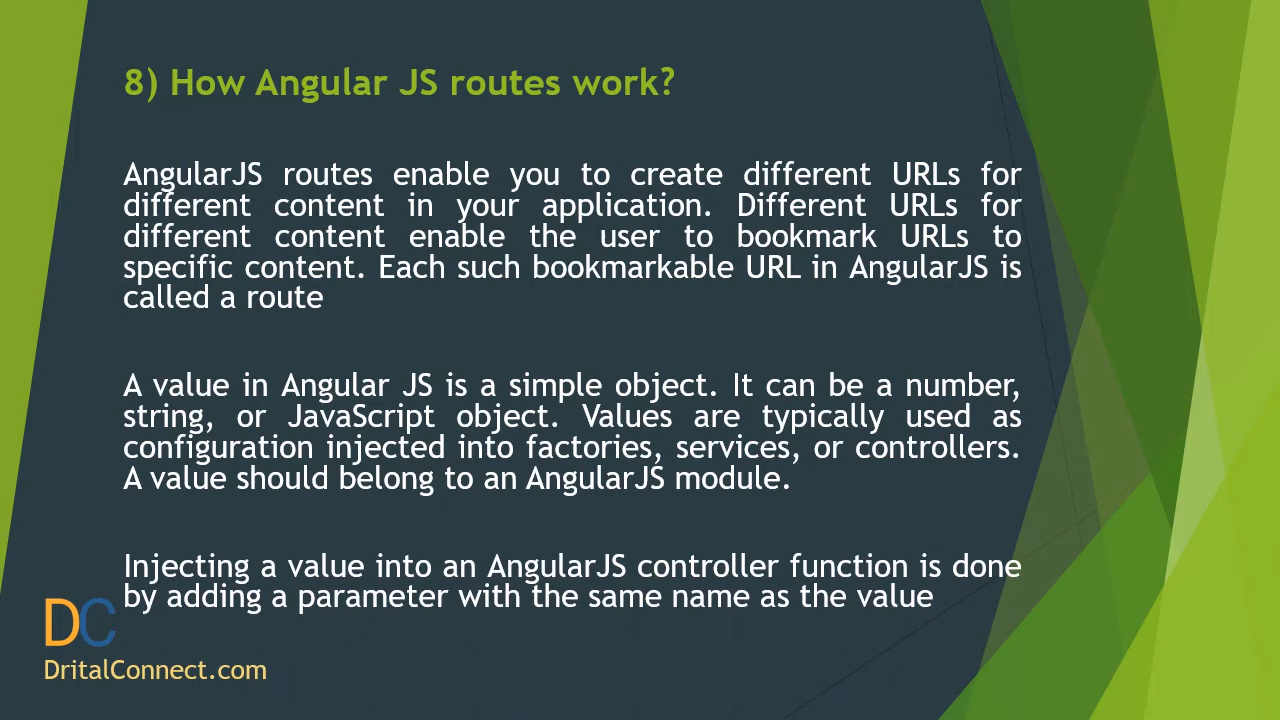 8) How Angular JS routes work?
AngularJS routes enable you to create different URLs for
different content in your application. Different URLs for
different content enable the user to bookmark URLs to
specific content. Each such bookmarkable URL in AngularJS is
called a route
A value in Angular JS is a simple object. It can be a number,
string, or JavaScript object. Values are typically used as
configuration injected into factories, services, or controllers.
A value should belong to an AngularJS module.
Injecting a value into an AngularJS controller function is done
by adding a parameter with the same name as the value
DC
DritalConnect.com